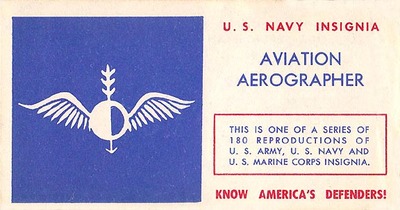 U. S. NAVY INSIGNIA
AVIATION
AEROGRAPHER
THIS IS ONE OF A SERIES OF
180 REPRODUCTIONS OF
U. S. ARMY, U. S. NAVY AND
U. S. MARINE CORPS INSIGNIA.
KNOW AMERICA'S DEFENDERS!